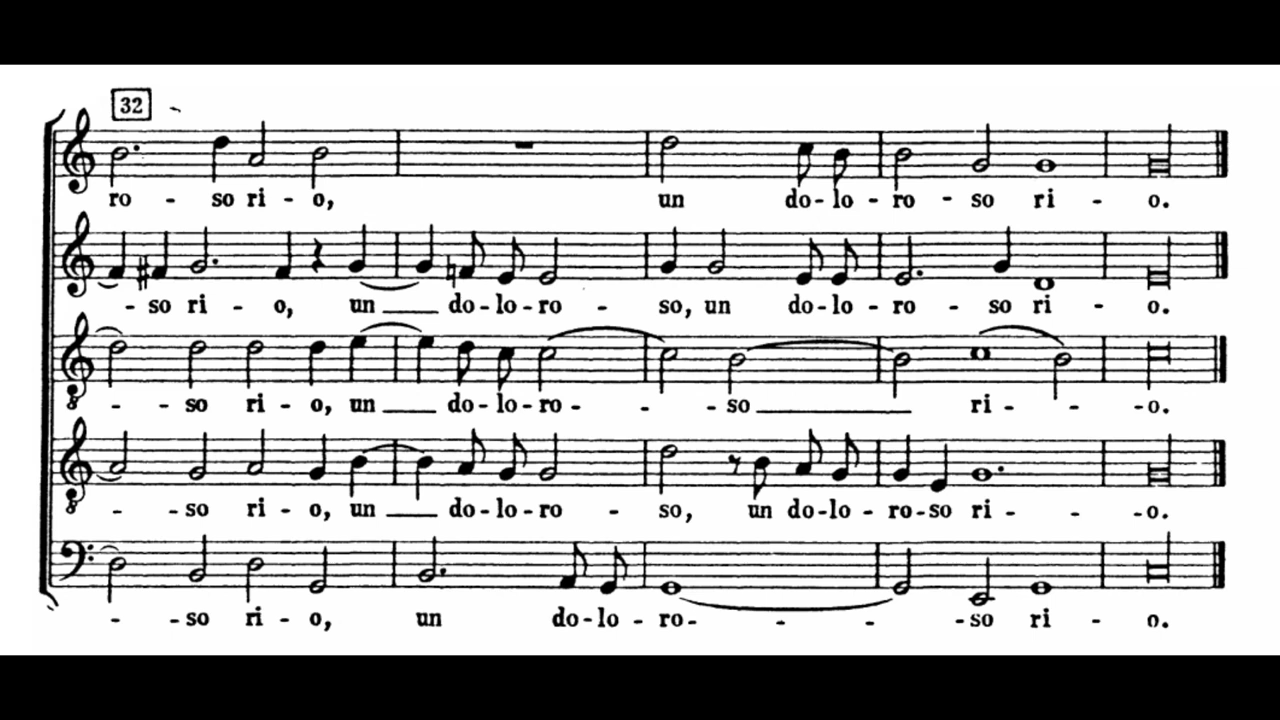 32
ro - so ri - o, un do - lo - ro - so ri - o.
- so ri - o, un do - lo - ro - so, un do - lo - ro - so ri - o.
8
- - so ri - o, un do - lo - ro - - so ri - - o.
8
- - so ri - o, un do - lo - ro - so, un do - lo - ro - so ri - - o.
- - so ri - o, un do - lo - ro - - - so ri - o.